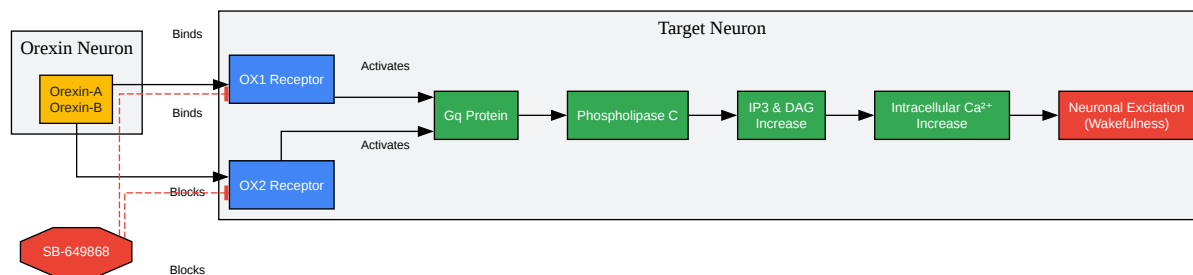 Orexin Neuron
Orexin-A
Orexin-B
Binds
Binds
Blocks
Blocks
SB-649868
Target Neuron
OX1 Receptor
OX2 Receptor
Activates
Activates
Gq Protein
Phospholipase C
IP3 & DAG
Increase
Intracellular Ca²⁺
Increase
Neuronal Excitation
(Wakefulness)